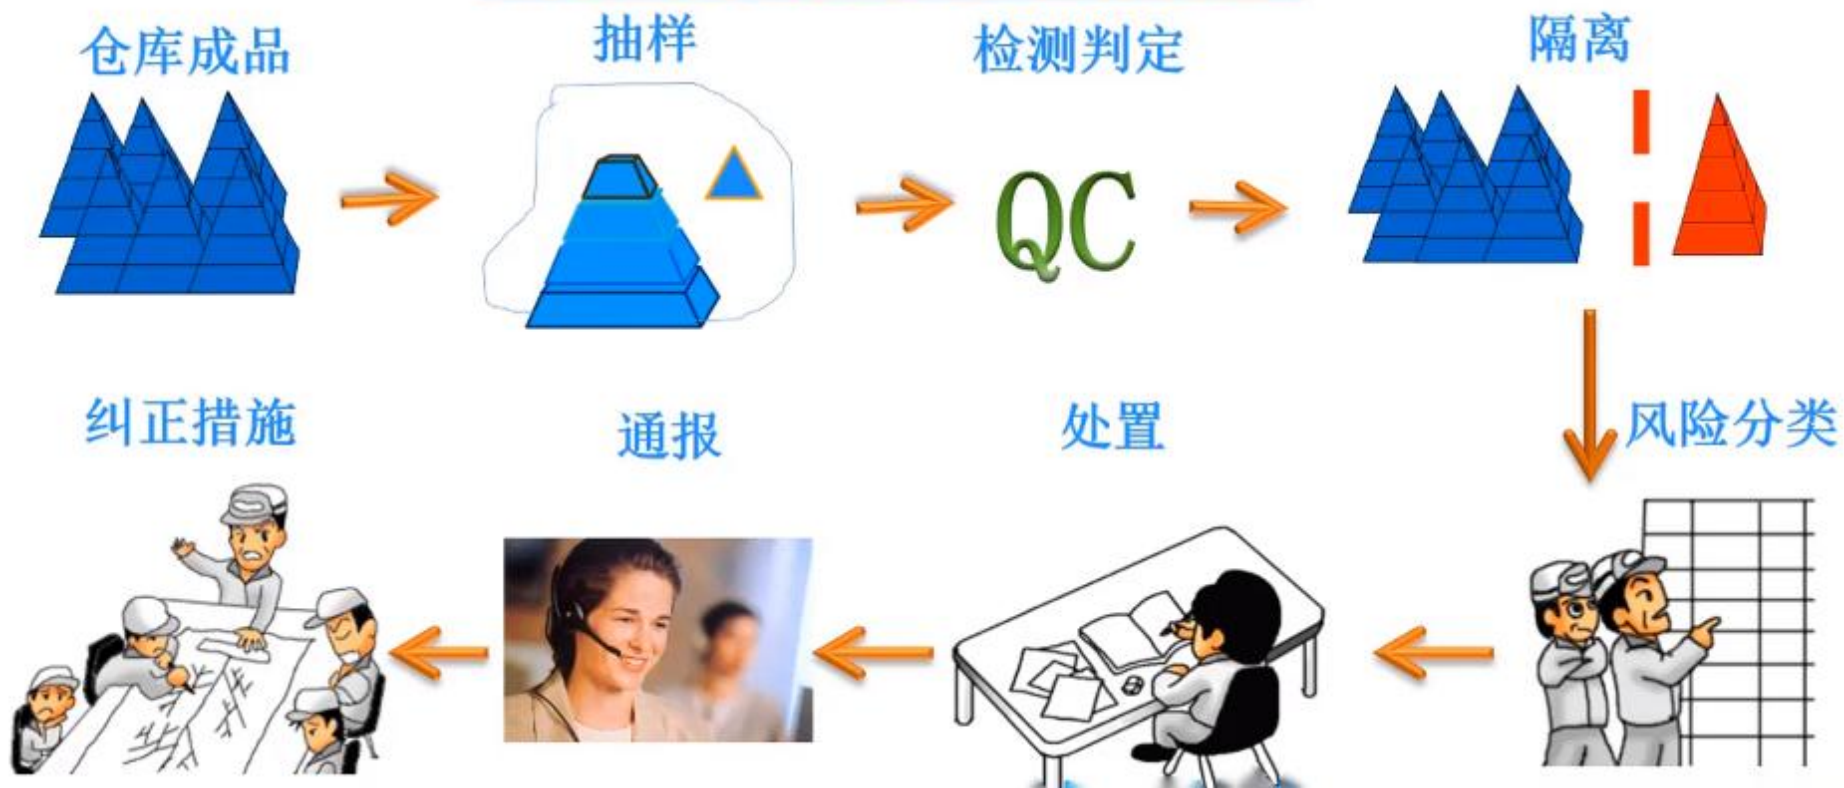 仓库成品
抽样
检测判定
隔离
QC
风险分类
处置
通报
纠正措施